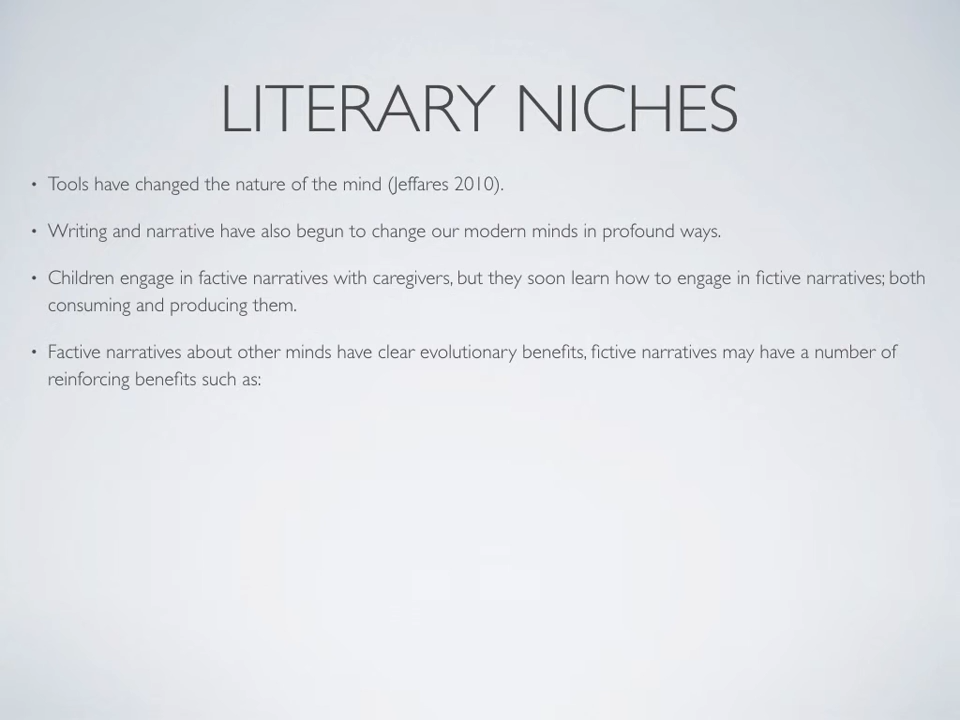 LITERARY NICHES
• Tools have changed the nature of the mind (Jeffares 2010).
• Writing and narrative have also begun to change our modern minds in profound ways.
• Children engage in factive narratives with caregivers, but they soon learn how to engage in fictive narratives; both
consuming and producing them.
• Factive narratives about other minds have clear evolutionary benefits, fictive narratives may have a number of
reinforcing benefits such as: